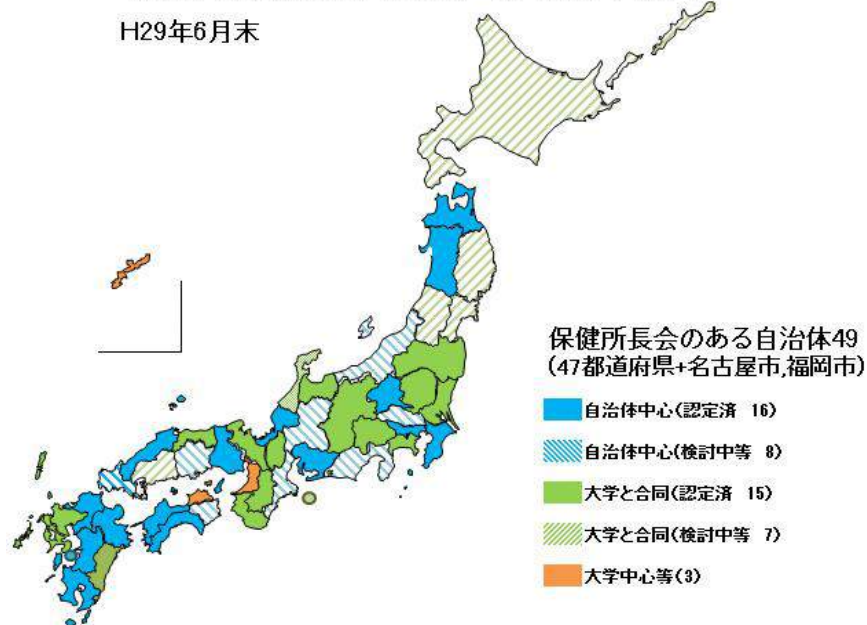 H29年6月末
保健所長会のある自治体49
(47都道府県+名古屋市,福岡市)
自治体中心(認定済 16)
自治体中心(検討中等 8)
大学と合同(認定済 15)
大学と合同(検討中等 7)
大学中心等(3)